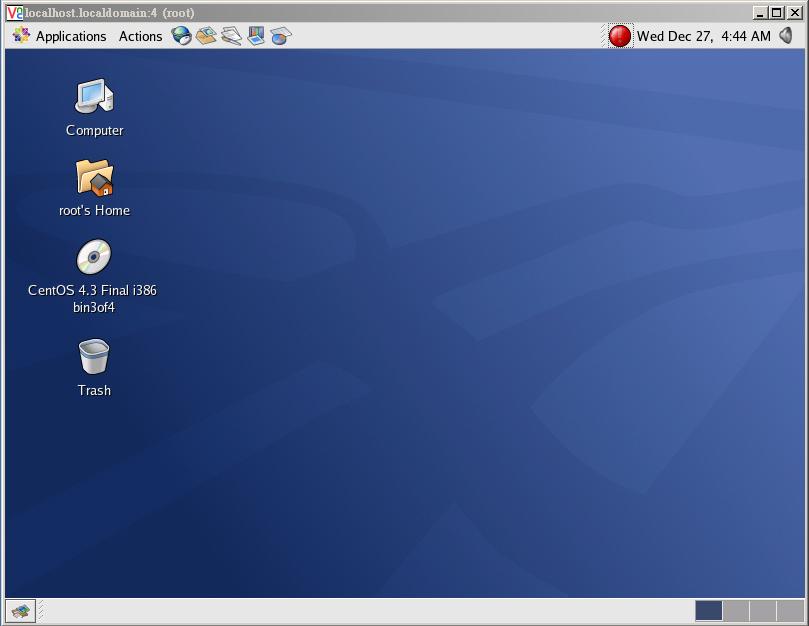 localhost.localdomain:4 (root)
Applications Actions Wed Dec 27, 4:44 AM
Computer
root's Home
CentOS 4.3 Final i386
bin3of4
Trash